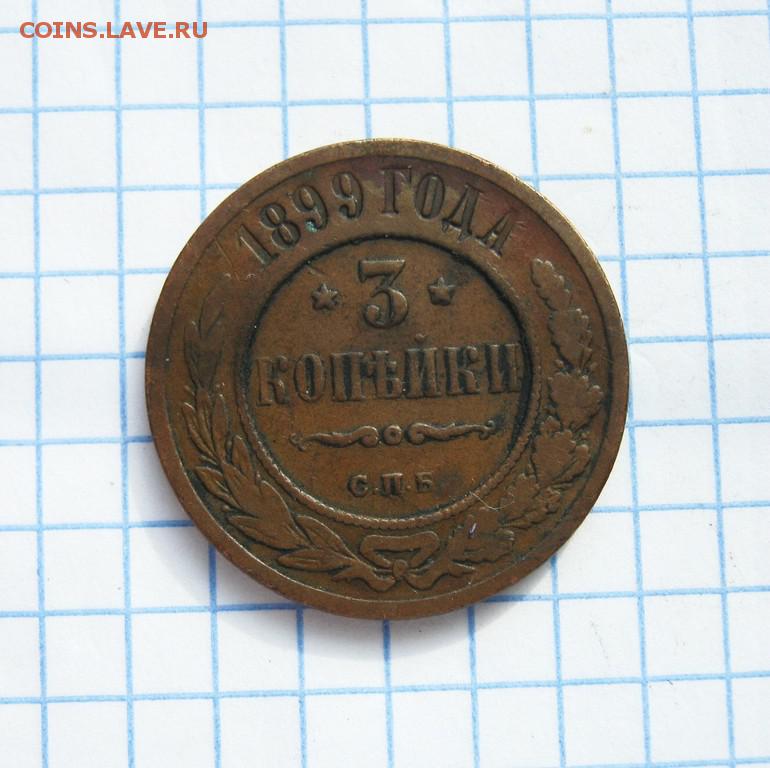 COINS.LAVE.RU
1899 ГОДА
3
КОПѢЙКИ
С.П.Б.